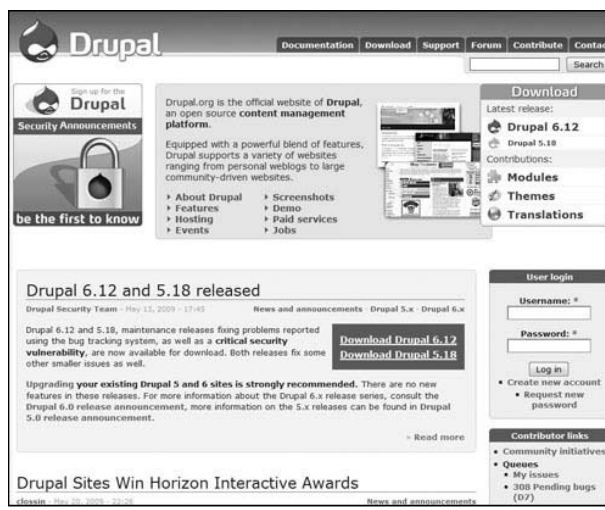 Drupal
Documentation Download Support Forum Contribute Contac
Search
Sign up for the
Drupal
Security Announcements
be the first to know
Drupal.org is the official website of Drupal,
an open source content management
platform.
Equipped with a powerful blend of features,
Drupal supports a variety of websites
ranging from personal weblogs to large
community-driven websites.
About Drupal
Features
Hosting
Events
Screenshots
Demo
Paid services
Jobs
Download
Latest release:
Drupal 6.12
Drupal 5.18
Contributions:
Modules
Themes
Translations
Drupal 6.12 and 5.18 released
Drupal Security Team - May 13, 2009 - 17:45
News and announcements · Drupal 5.x · Drupal 6.x
Drupal 6.12 and 5.18, maintenance releases fixing problems reported
using the bug tracking system, as well as a critical security
vulnerability, are now available for download. Both releases fix some
other smaller issues as well.
Download Drupal 6.12
Download Drupal 5.18
Upgrading your existing Drupal 5 and 6 sites is strongly recommended. There are no new
features in these releases. For more information about the Drupal 6.x release series, consult the
Drupal 6.0 release announcement, more information on the 5.x releases can be found in Drupal
5.0 release announcement.
» Read more
User login
Username: *
Password: *
Log in
Create new account
Request new
password
Contributor links
Community initiatives
Queues
My issues
308 Pending bugs
(D7)
Drupal Sites Win Horizon Interactive Awards
clossin - May 20, 2009 - 22:26
News and announcements